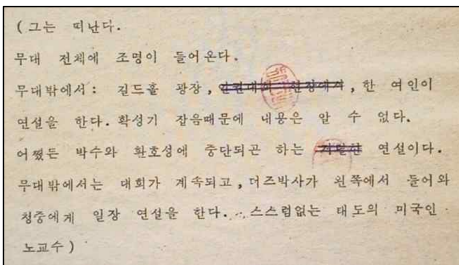 (그는 떠난다.
무대 전체에 조명이 들어온다.
무대밖에서: 길드홀 광장, , 한 여인이
연설을 한다. 확성기 잡음때문에 내용은 알 수 없다.
어쨌든 박수와 환호성에 중단되곤 하는 연설이다.
무대밖에서는 대회가 계속되고, 더즈박사가 왼쪽에서 들어와
청중에게 일장 연설을 한다. 스스럼없는 태도의 미국인
노교수)